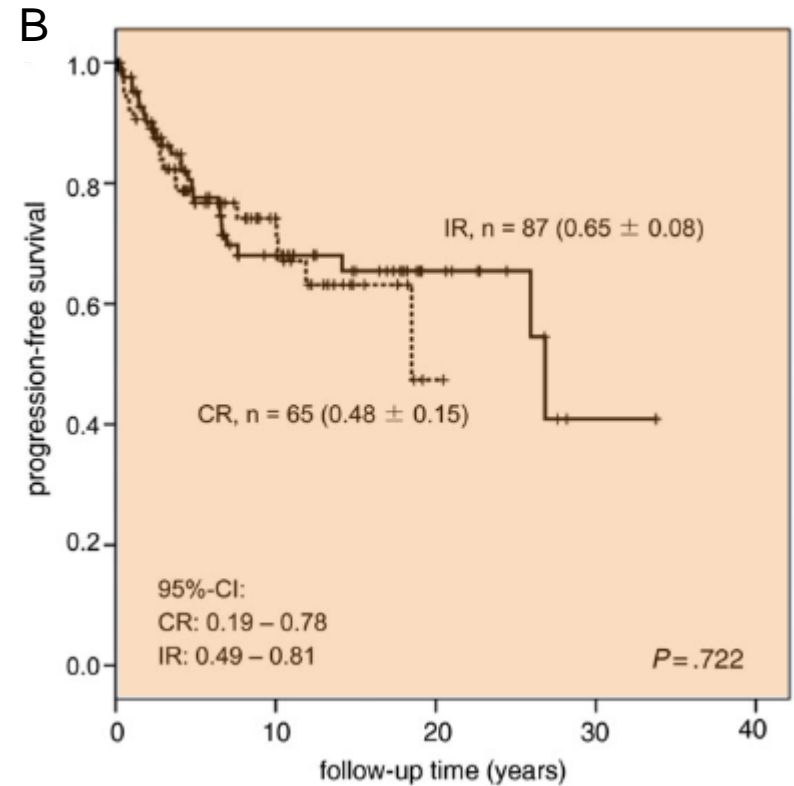 B
progression-free survival
1.0
0.8
0.6
0.4
0.2
0.0
IR, n = 87 (0.65 ± 0.08)
CR, n = 65 (0.48 ± 0.15)
95%-CI:
CR: 0.19 – 0.78
IR: 0.49 – 0.81
P = .722
0 10 20 30 40
follow-up time (years)